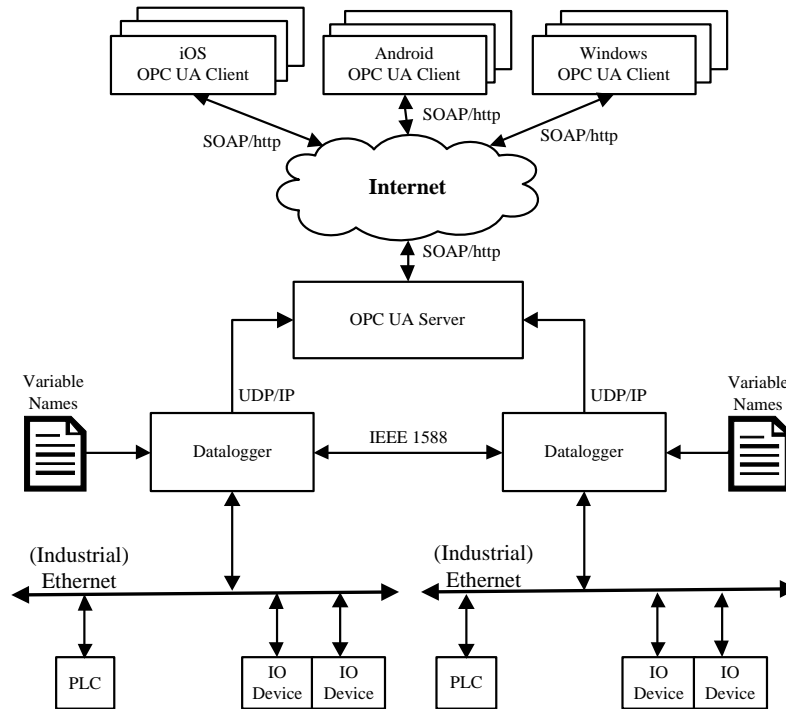 iOS
OPC UA Client
Android
OPC UA Client
Windows
OPC UA Client
SOAP/http
SOAP/http
SOAP/http
Internet
SOAP/http
OPC UA Server
Variable
Names
UDP/IP
UDP/IP
Variable
Names
Datalogger
IEEE 1588
Datalogger
(Industrial)
Ethernet
(Industrial)
Ethernet
PLC
IO
Device
IO
Device
PLC
IO
Device
IO
Device